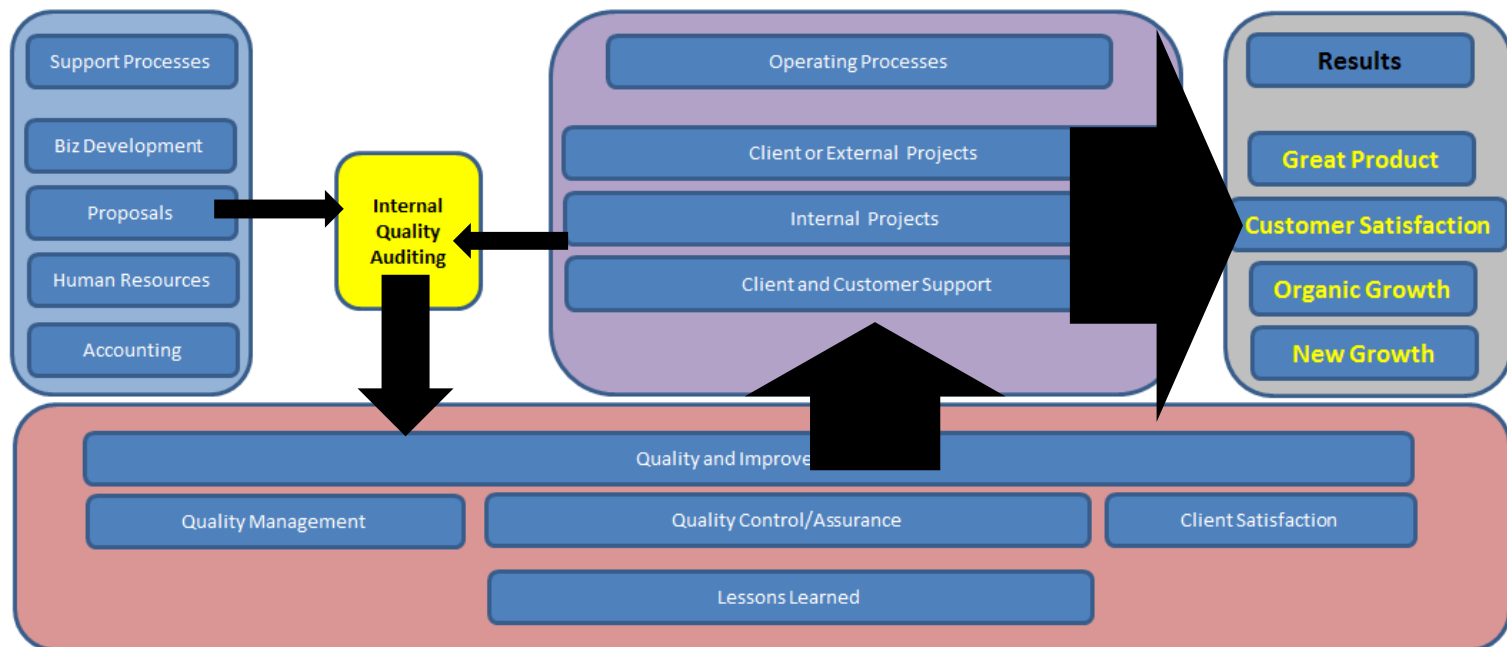 Support Processes
Biz Development
Proposals
Human Resources
Accounting
Internal
Quality
Auditing
Operating Processes
Client or External Projects
Internal Projects
Client and Customer Support
Results
Great Product
Customer Satisfaction
Organic Growth
New Growth
Quality and
Quality Management
Quality Control/Assurance
Client Satisfaction
Lessons Learned